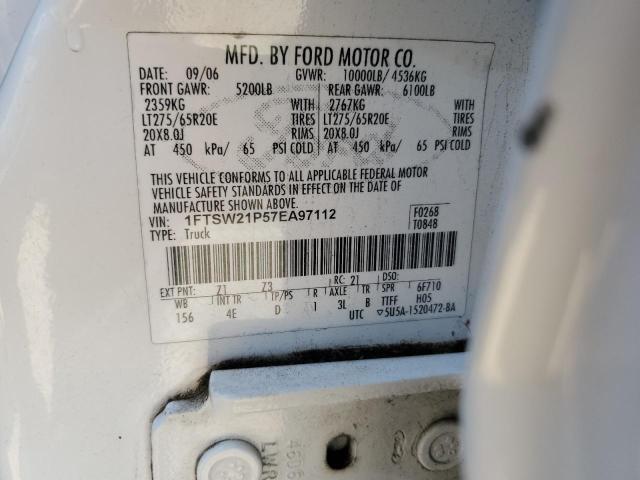 MFD. BY FORD MOTOR CO.
DATE: 09/06 GVWR: 10000LB/ 4536KG
FRONT GAWR: 5200LB REAR GAWR: 6100LB
2359KG WITH 2767KG WITH
LT275/65R20E TIRES LT275/65R20E TIRES
20X8.0J RIMS 20X8.0J RIMS
AT 450 kPa/ 65 PSI COLD AT 450 kPa/ 65 PSI COLD
THIS VEHICLE CONFORMS TO ALL APPLICABLE FEDERAL MOTOR
VEHICLE SAFETY STANDARDS IN EFFECT ON THE DATE OF
MANUFACTURE SHOWN ABOVE.
VIN: 1FTSW21P57EA97112 F0268
TYPE: Truck T0848
EXT PNT: Z1 Z3 RC: 21 DSO:
WB INT TR TP/PS R AXLE TR SPR 6F710
156 4E D 1 3L B TTFF H05
UTC ▽5U5A-1520472-BA
4606
LWR